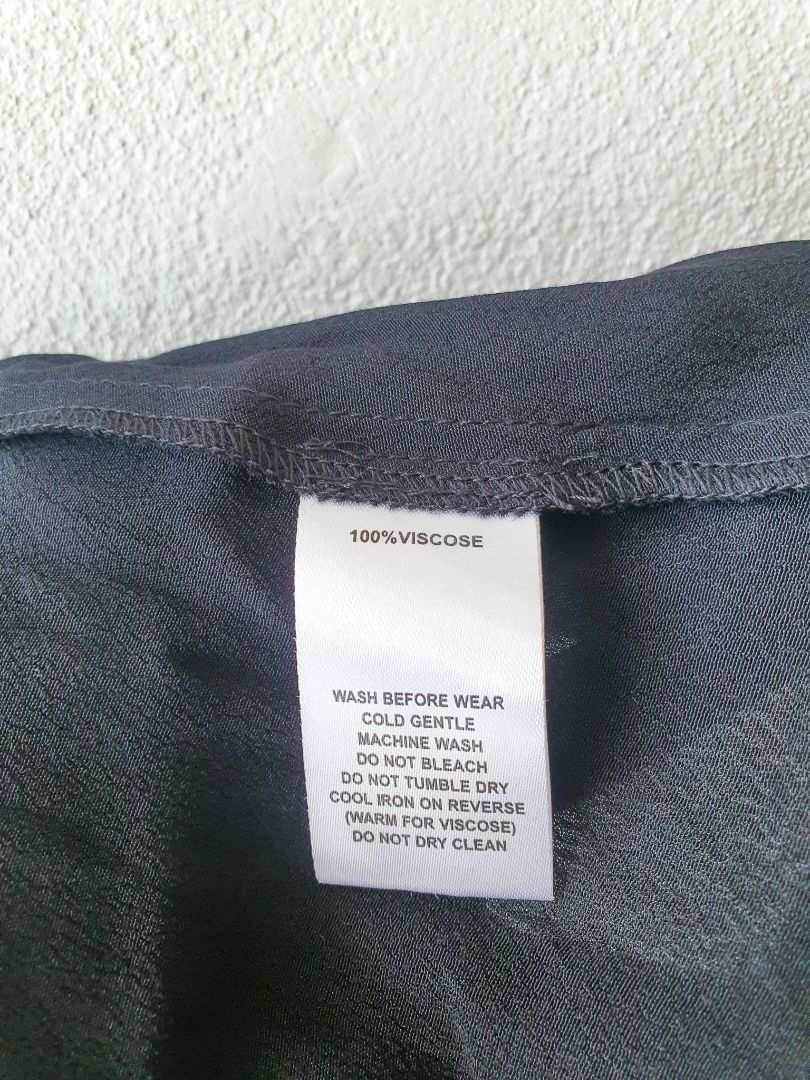 100%VISCOSE
WASH BEFORE WEAR
COLD GENTLE
MACHINE WASH
DO NOT BLEACH
DO NOT TUMBLE DRY
COOL IRON ON REVERSE
(WARM FOR VISCOSE)
DO NOT DRY CLEAN